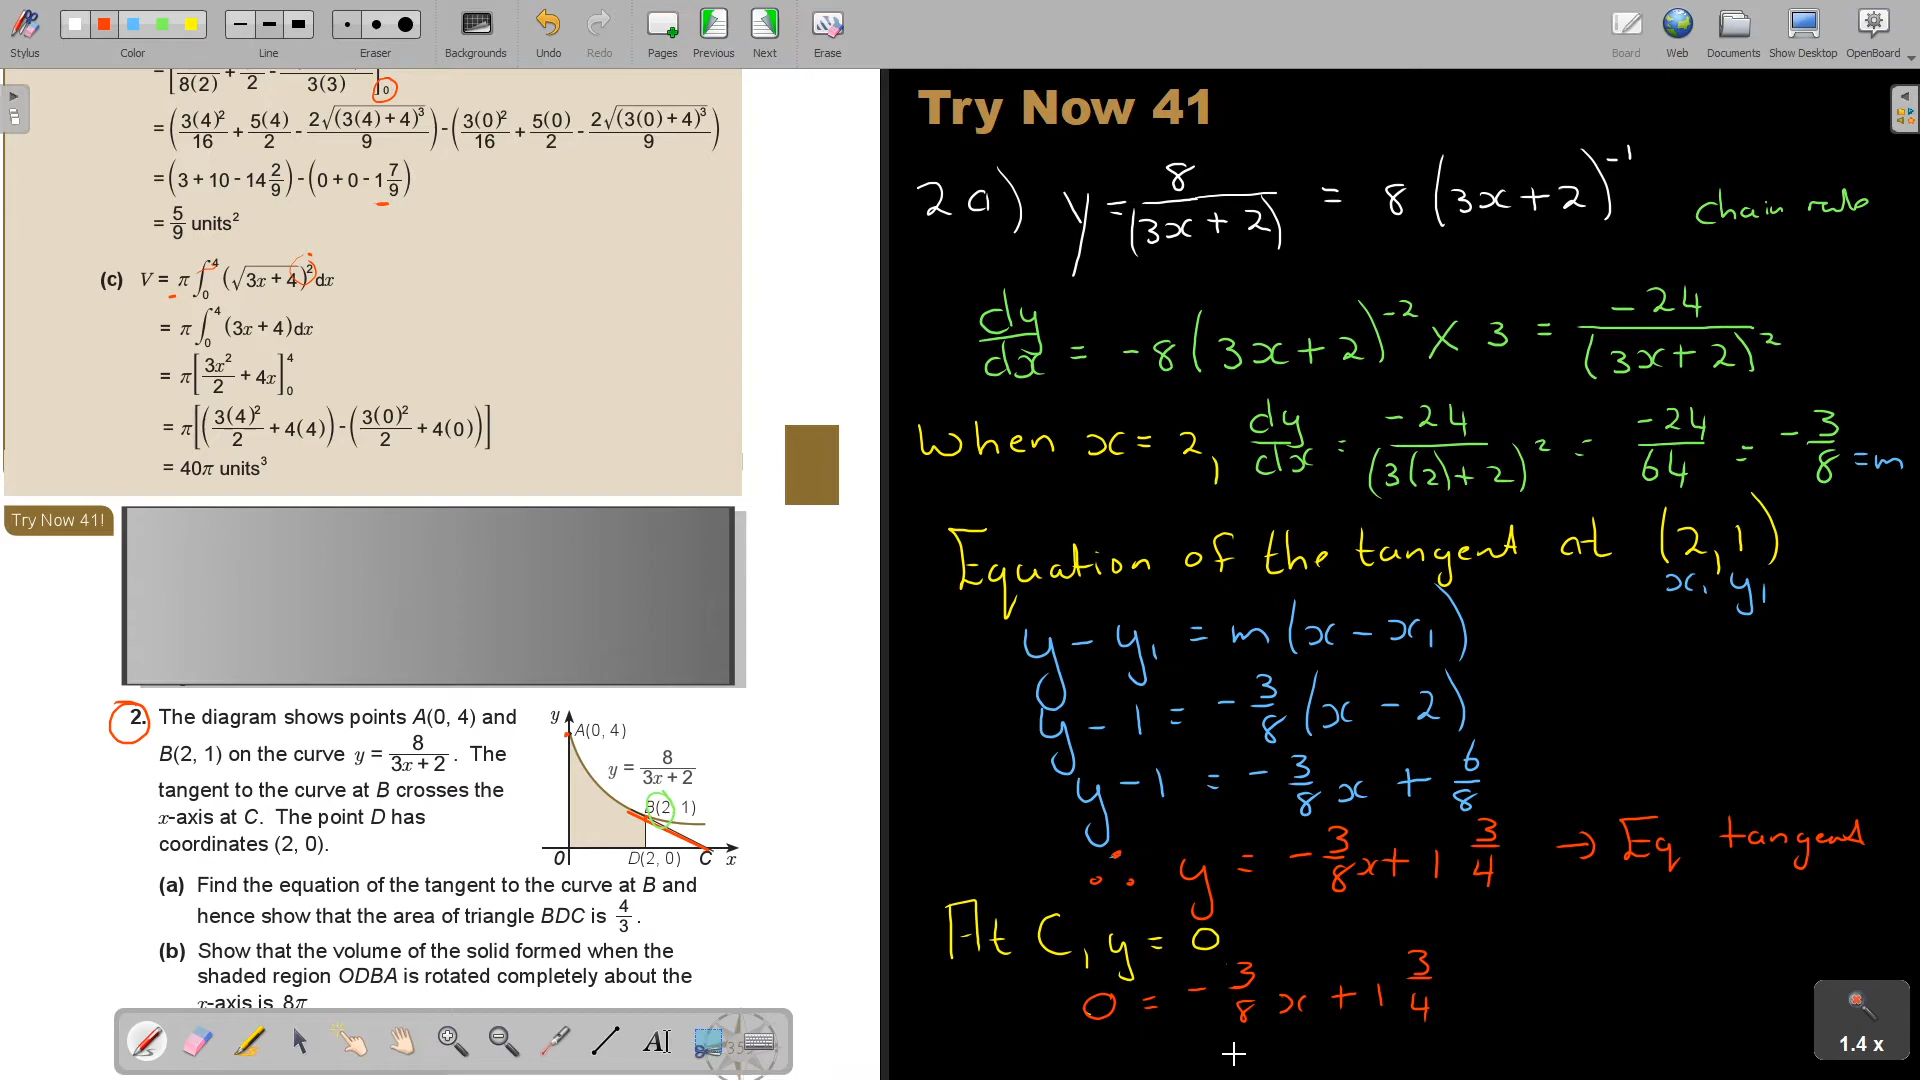 Stylus
Color
Line
Eraser
Backgrounds
Undo
Redo
Pages
Previous
Next
Erase
Board
Web
Documents
Show Desktop
OpenBoard
8(2) + 2 - 3(3) ]0
= (3(4)²/16 + 5(4)/2 - 2√(3(4)+4)³/9) - (3(0)²/16 + 5(0)/2 - 2√(3(0)+4)³/9)
= (3 + 10 - 14 2/9) - (0 + 0 - 1 7/9)
= 5/9 units²
(c) V = π ∫₀⁴ (√3x + 4)² dx
= π ∫₀⁴ (3x + 4) dx
= π [3x²/2 + 4x]₀⁴
= π [(3(4)²/2 + 4(4)) - (3(0)²/2 + 4(0))]
= 40π units³
Try Now 41!
2. The diagram shows points A(0, 4) and
B(2, 1) on the curve y = 8/(3x + 2). The
tangent to the curve at B crosses the
x-axis at C. The point D has
coordinates (2, 0).
y
A(0, 4)
y = 8/(3x + 2)
B(2, 1)
O D(2, 0) C x
(a) Find the equation of the tangent to the curve at B and
hence show that the area of triangle BDC is 4/3.
(b) Show that the volume of the solid formed when the
shaded region ODBA is rotated completely about the
x-axis is 8π
Try Now 41
2a) y = 8/(3x + 2) = 8(3x + 2)⁻¹
chain rule
dy/dx = -8(3x + 2)⁻² × 3 = -24/(3x + 2)²
When x = 2, dy/dx = -24/(3(2) + 2)² = -24/64 = -3/8 = m
Equation of the tangent at (2, 1)
x₁ y₁
y - y₁ = m(x - x₁)
y - 1 = -3/8 (x - 2)
y - 1 = -3/8 x + 6/8
∴ y = -3/8 x + 1 3/4 → Eq tangent
At C, y = 0
0 = -3/8 x + 1 3/4
1.4 x